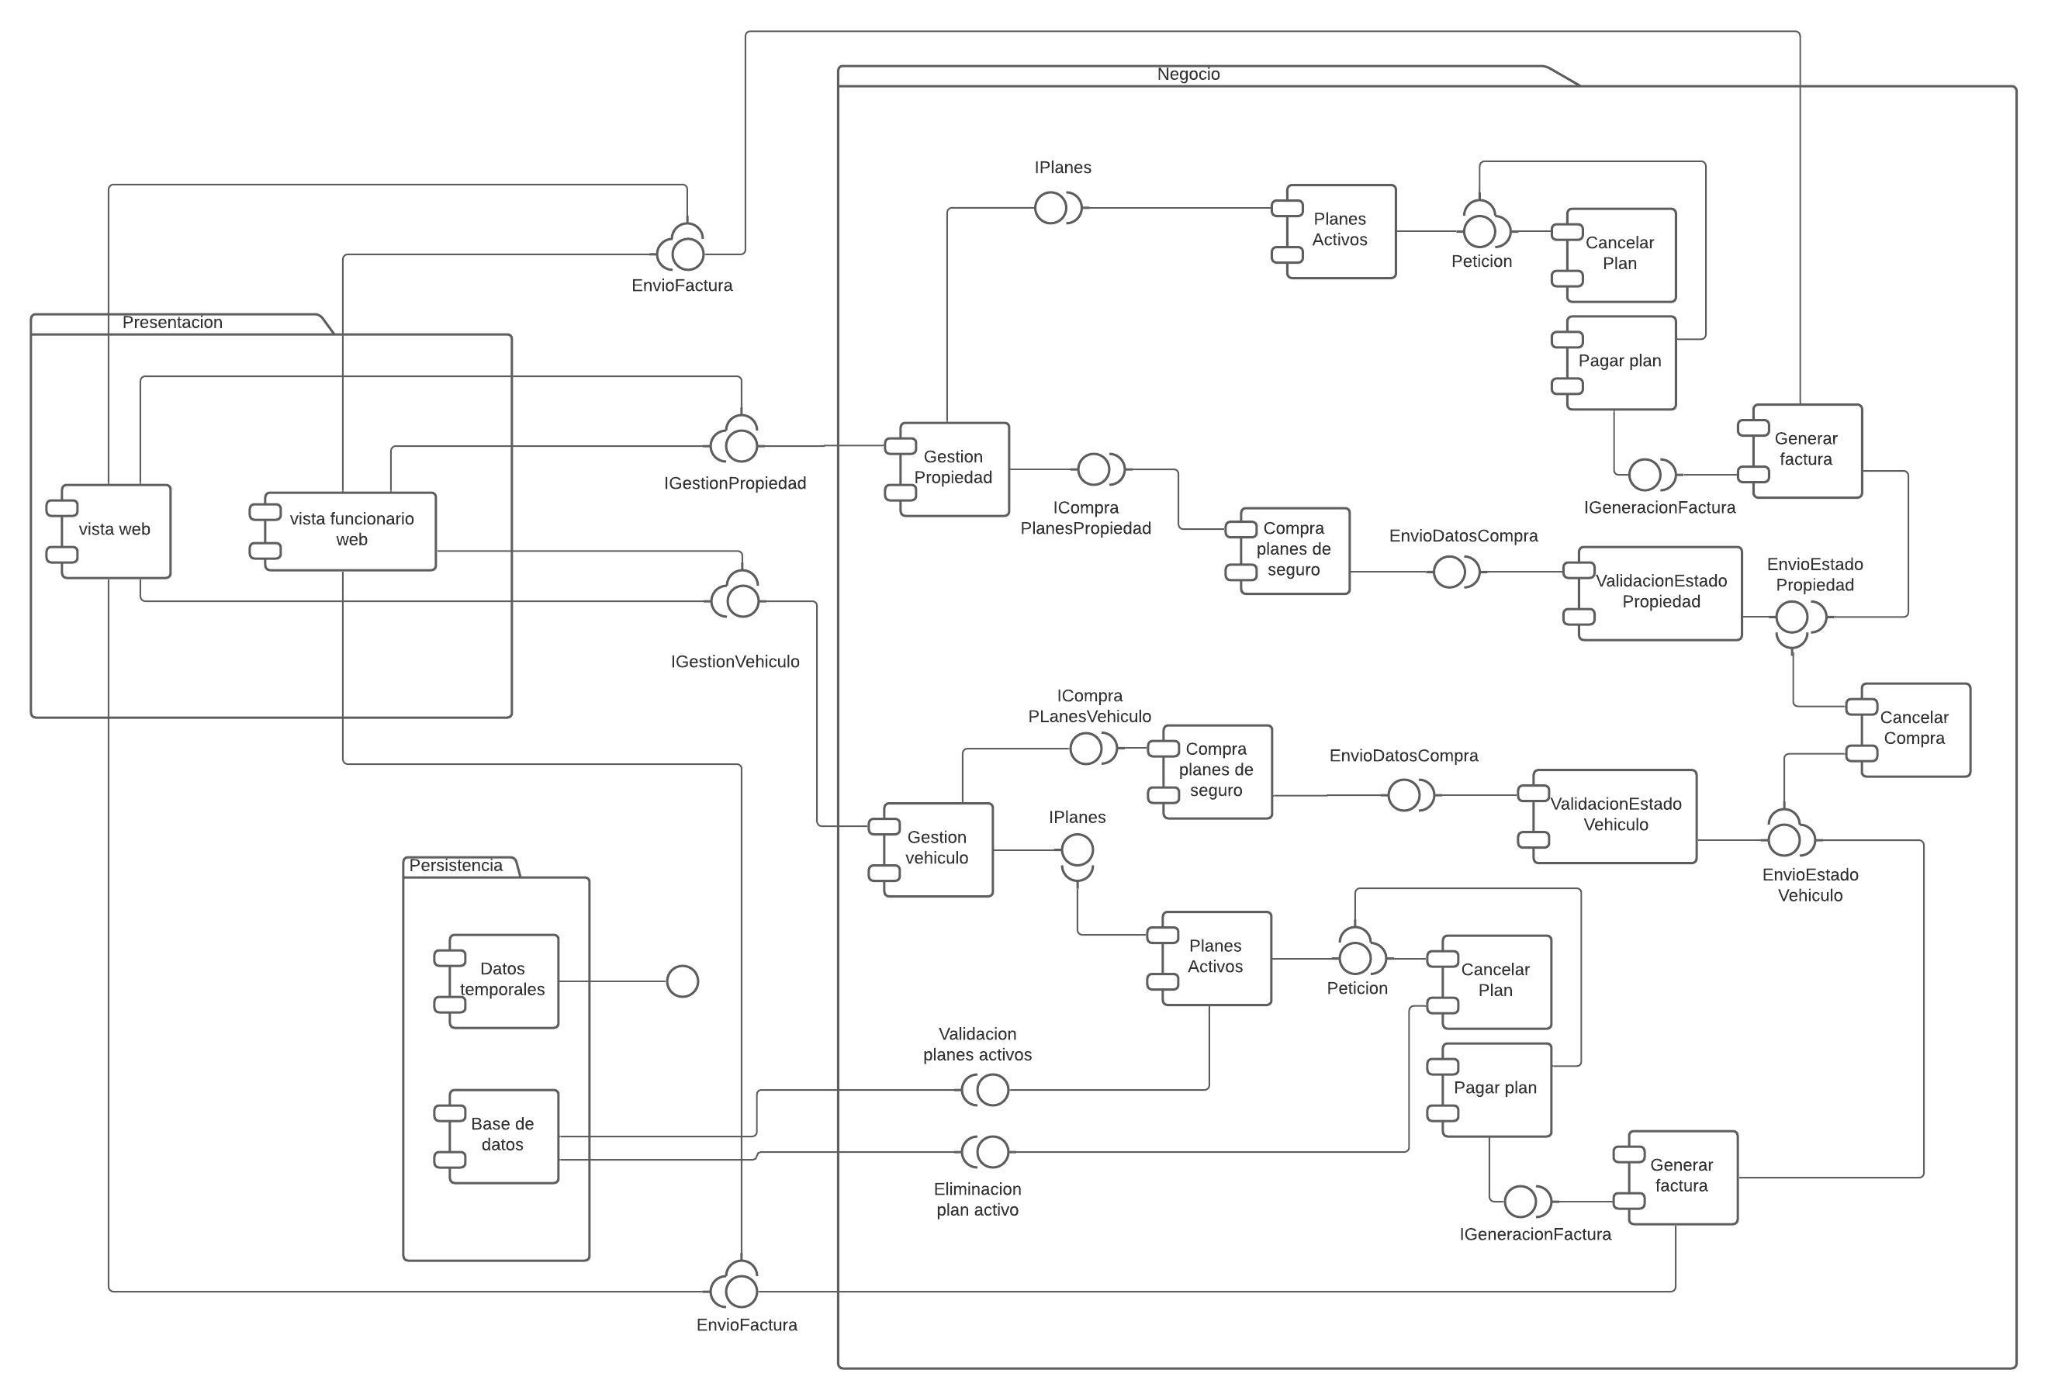 Negocio
IPlanes
Planes
Activos
Peticion
Cancelar
Plan
EnvioFactura
Presentacion
Pagar plan
Generar
factura
Gestion
Propiedad
IGestionPropiedad
ICompra
PlanesPropiedad
IGeneracionFactura
vista web
vista funcionario
web
Compra
planes de
seguro
EnvioDatosCompra
ValidacionEstado
Propiedad
EnvioEstado
Propiedad
IGestionVehiculo
ICompra
PLanesVehiculo
Cancelar
Compra
Compra
planes de
seguro
EnvioDatosCompra
ValidacionEstado
Vehiculo
IPlanes
Gestion
vehiculo
EnvioEstado
Vehiculo
Persistencia
Planes
Activos
Peticion
Cancelar
Plan
Datos
temporales
Validacion
planes activos
Pagar plan
Base de
datos
Eliminacion
plan activo
Generar
factura
IGeneracionFactura
EnvioFactura